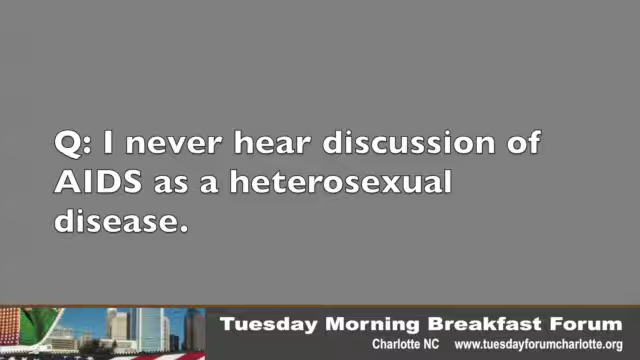 Q: I never hear discussion of
AIDS as a heterosexual
disease.
Tuesday Morning Breakfast Forum
Charlotte NC www.tuesdayforumcharlotte.org